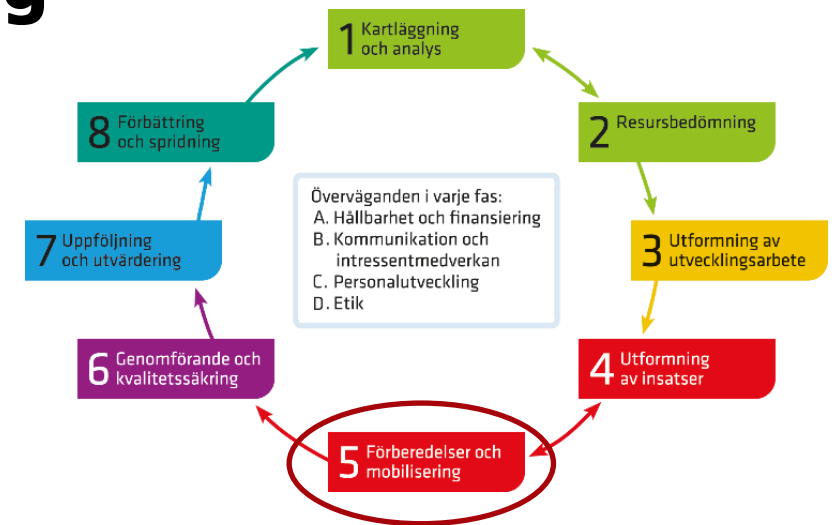 g
1 Kartläggning
och analys
2 Resursbedömning
3 Utformning av
utvecklingsarbete
4 Utformning
av insatser
5 Förberedelser och
mobilisering
6 Genomförande och
kvalitetssäkring
7 Uppföljning
och utvärdering
8 Förbättring
och spridning
Överväganden i varje fas:
A. Hållbarhet och finansiering
B. Kommunikation och
intressentmedverkan
C. Personalutveckling
D. Etik